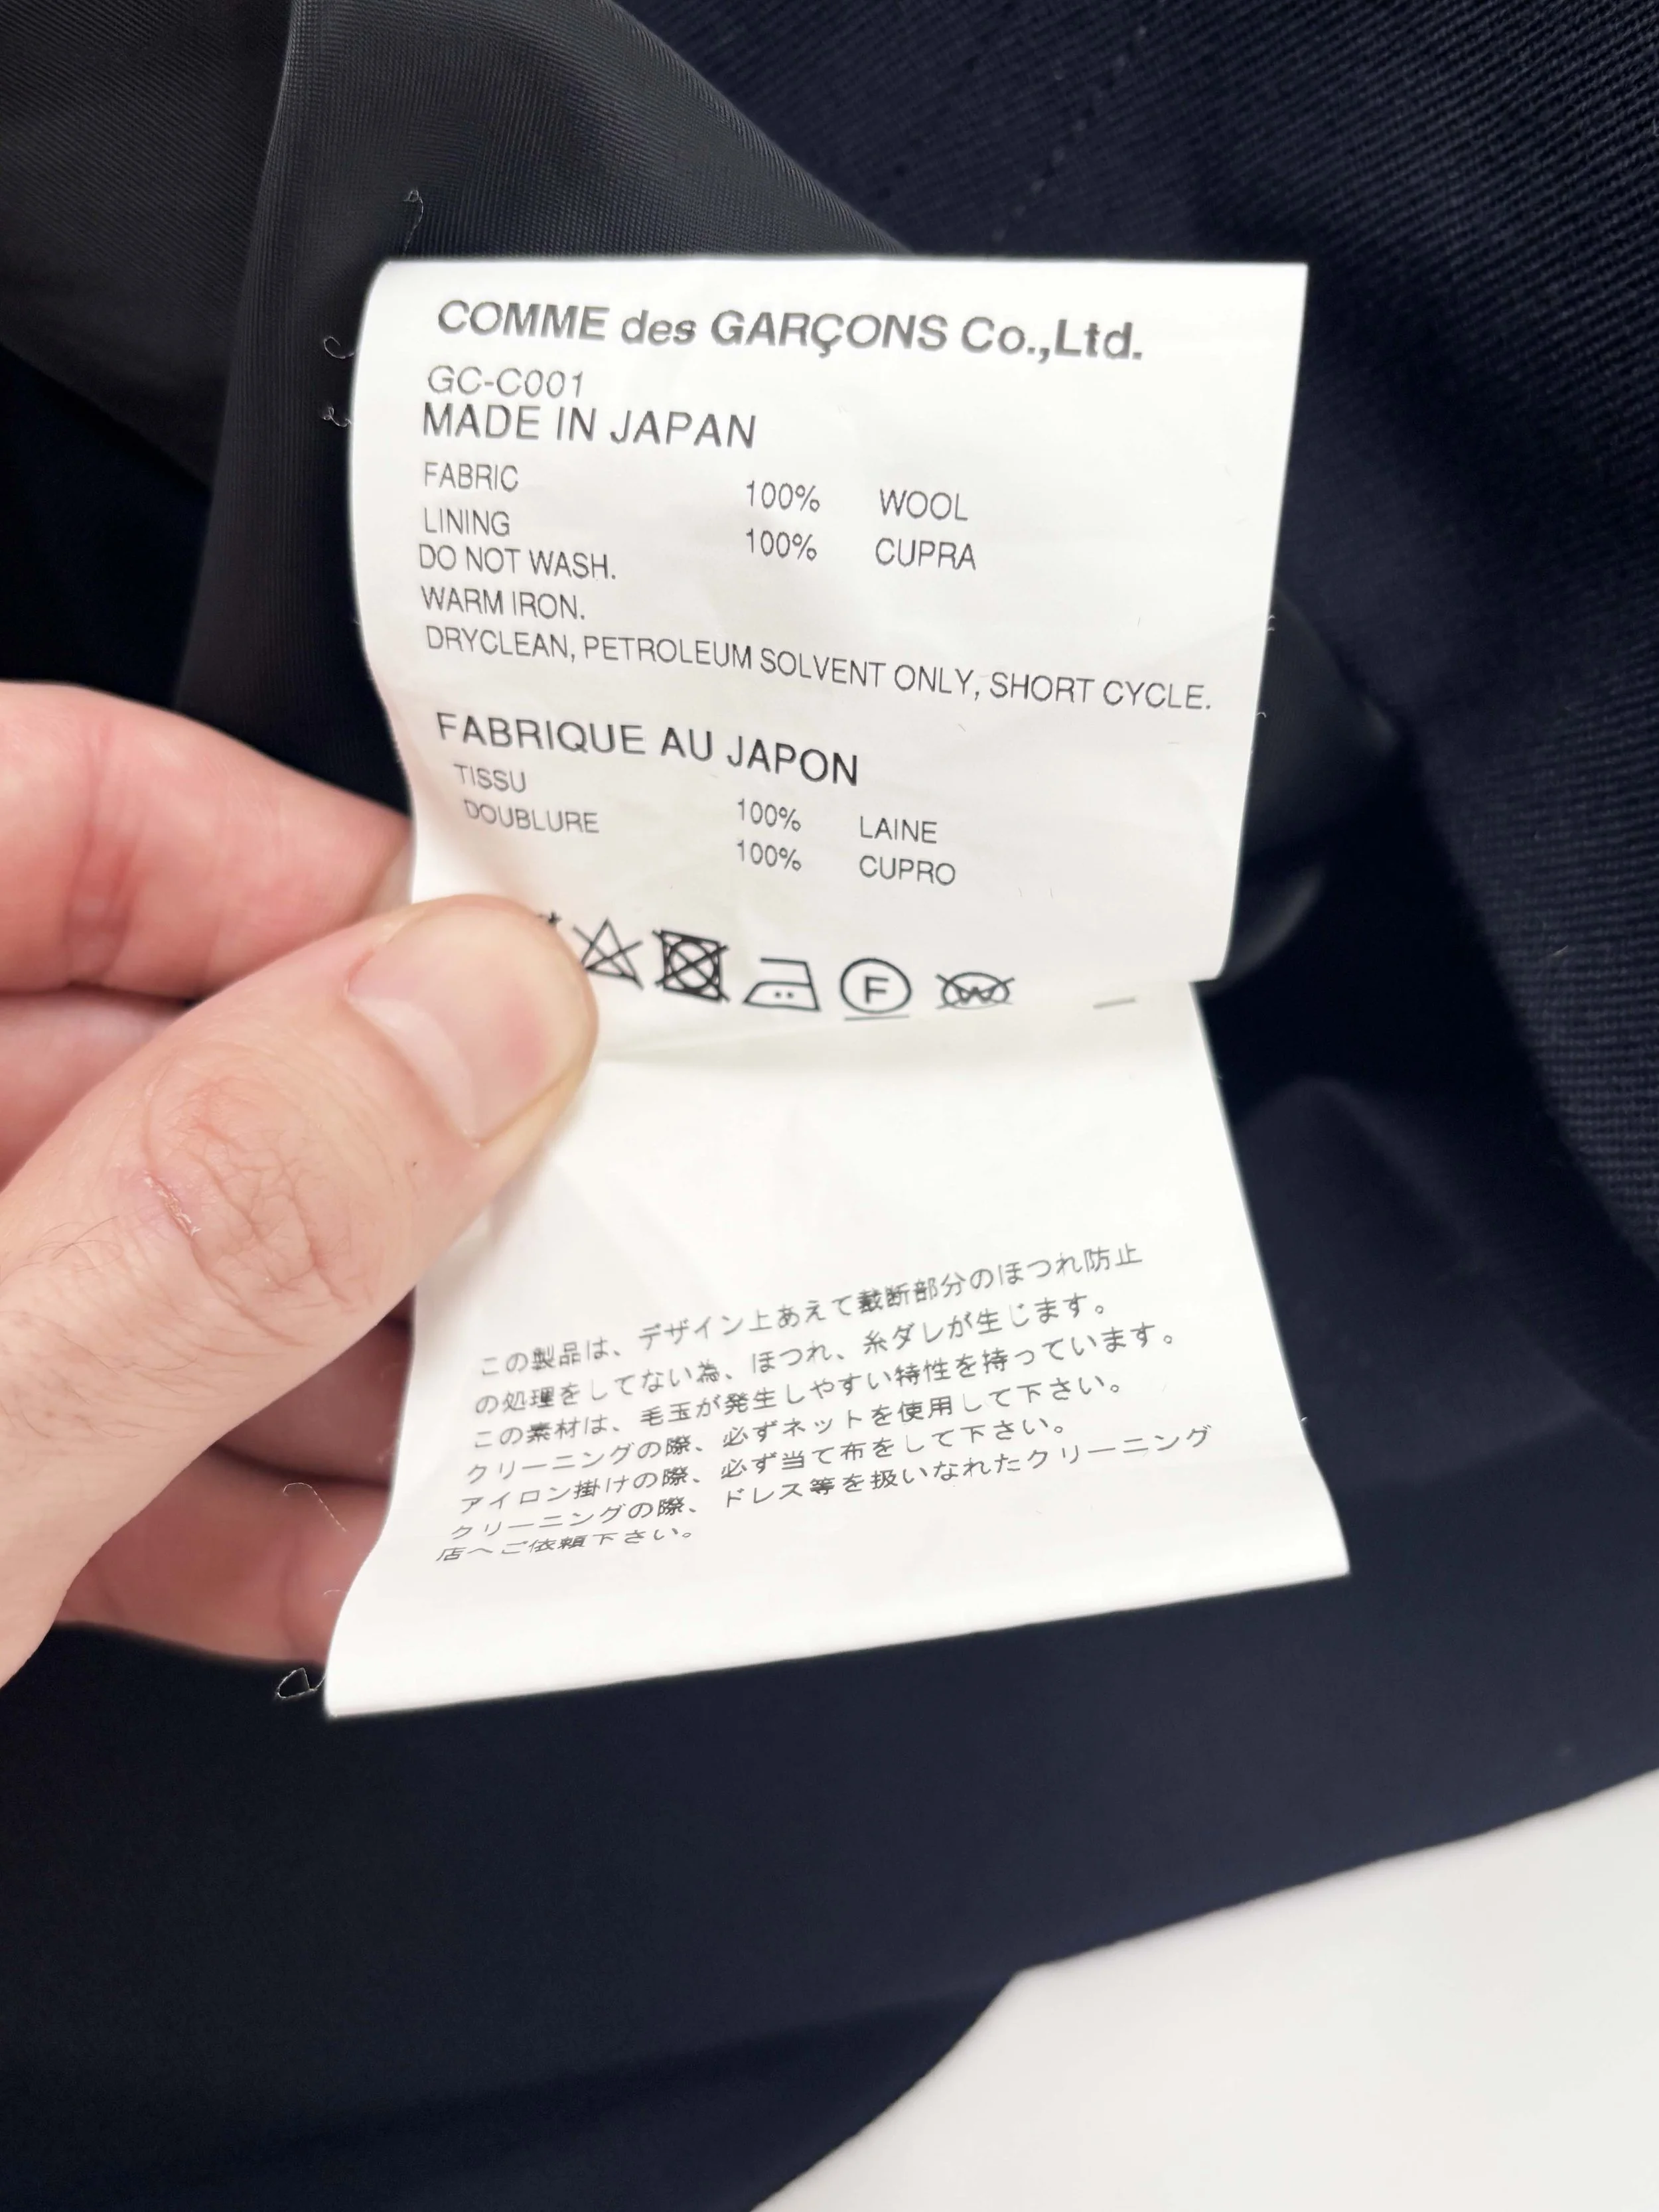 COMME des GARÇONS Co.,Ltd.
GC-C001
MADE IN JAPAN
FABRIC 100% WOOL
LINING 100% CUPRA
DO NOT WASH.
WARM IRON.
DRYCLEAN, PETROLEUM SOLVENT ONLY, SHORT CYCLE.
FABRIQUE AU JAPON
TISSU 100% LAINE
DOUBLURE 100% CUPRO
F W
この製品は、デザイン上あえて裁断部分のほつれ防止
の処理をしてない為、ほつれ、糸ダレが生じます。
この素材は、毛玉が発生しやすい特性を持っています。
クリーニングの際、必ずネットを使用して下さい。
アイロン掛けの際、必ず当て布をして下さい。
クリーニングの際、ドレス等を扱いなれたクリーニング
店へご依頼下さい。